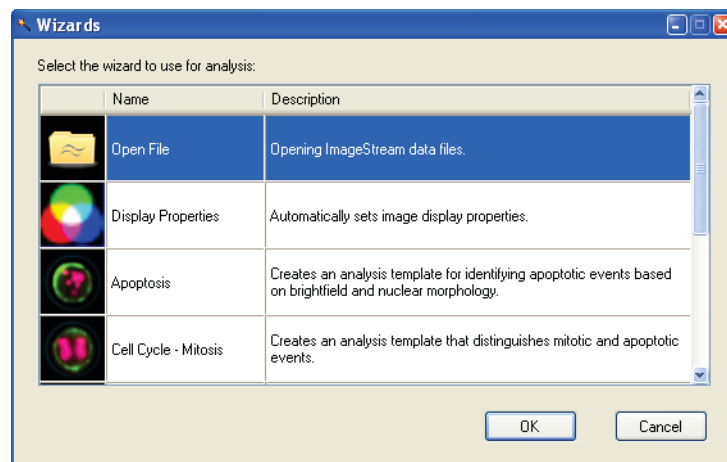 Wizards
Select the wizard to use for analysis:
Name Description
Open File Opening ImageStream data files.
Display Properties Automatically sets image display properties.
Apoptosis Creates an analysis template for identifying apoptotic events based
on brightfield and nuclear morphology.
Cell Cycle - Mitosis Creates an analysis template that distinguishes mitotic and apoptotic
events.
OK Cancel